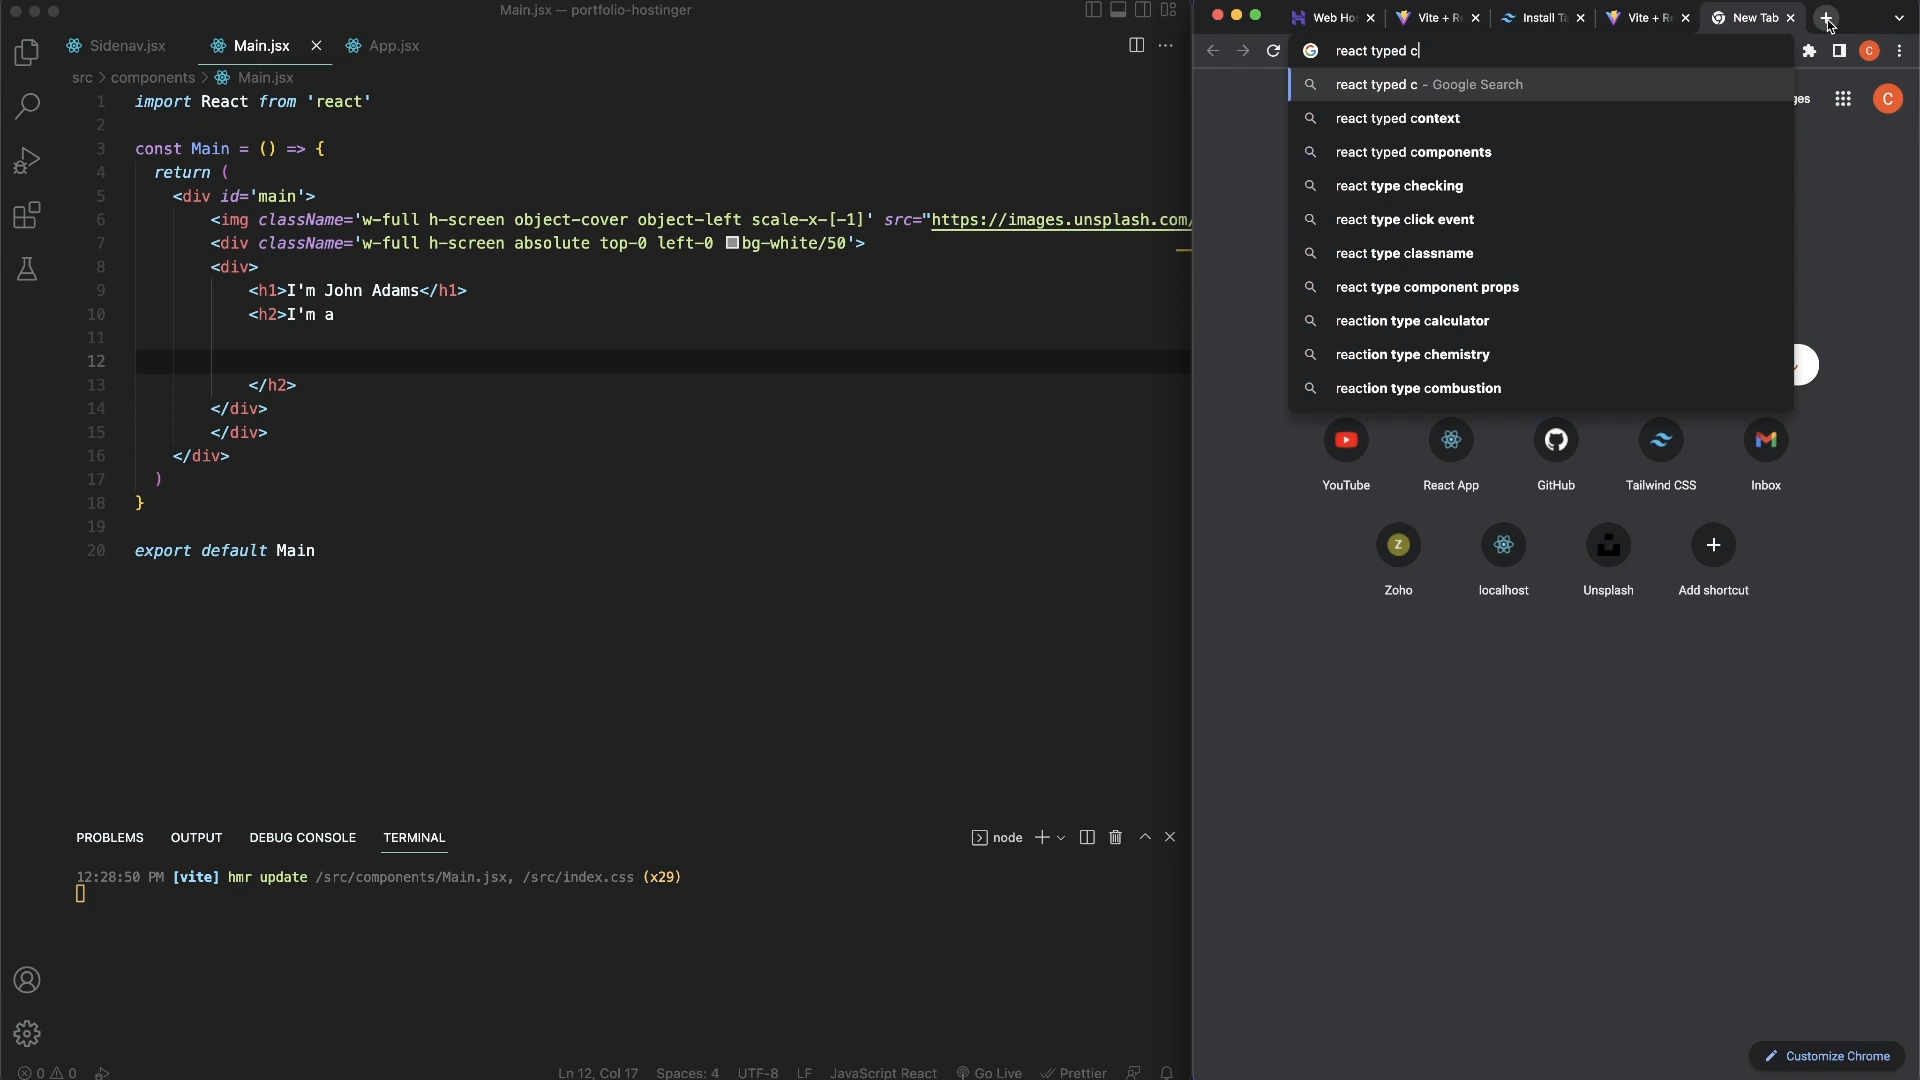 Main.jsx — portfolio-hostinger
Sidenav.jsx
Main.jsx
App.jsx
src > components > Main.jsx
1 import React from 'react'
2
3 const Main = () => {
4 return (
5 <div id='main'>
6 <img className='w-full h-screen object-cover object-left scale-x-[-1]' src="https://images.unsplash.com/
7 <div className='w-full h-screen absolute top-0 left-0 bg-white/50'>
8 <div>
9 <h1>I'm John Adams</h1>
10 <h2>I'm a
11
12
13 </h2>
14 </div>
15 </div>
16 </div>
17 )
18 }
19
20 export default Main
PROBLEMS
OUTPUT
DEBUG CONSOLE
TERMINAL
node
12:28:50 PM [vite] hmr update /src/components/Main.jsx, /src/index.css (x29)
0
0
Ln 12, Col 17
Spaces: 4
UTF-8
LF
JavaScript React
Go Live
Prettier
Web Ho
Vite + R
Install Ta
Vite + R
New Tab
react typed c
C
react typed c - Google Search
react typed context
react typed components
react type checking
react type click event
react type classname
react type component props
reaction type calculator
reaction type chemistry
reaction type combustion
ges
C
YouTube
React App
GitHub
Tailwind CSS
Inbox
Z
Zoho
localhost
Unsplash
Add shortcut
Customize Chrome